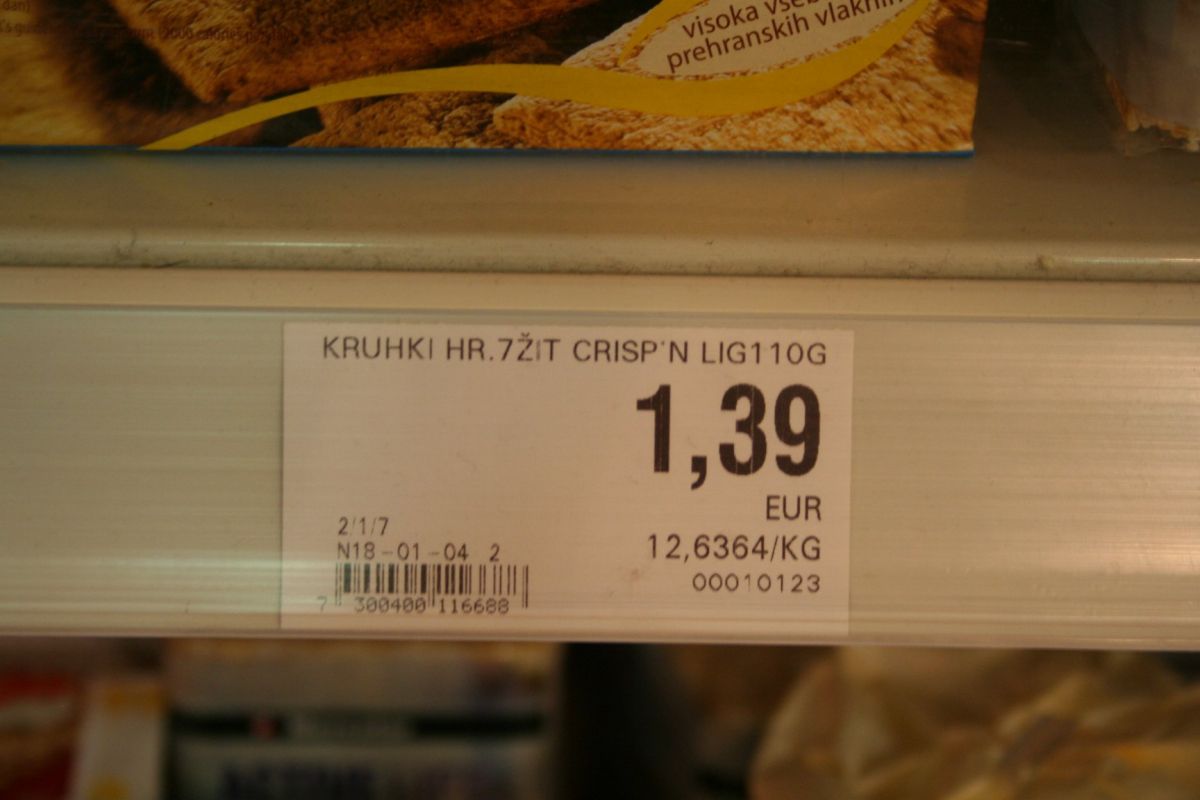 visoka vseb
prehranskih vlaknin
KRUHKI HR.7ŽIT CRISP'N LIG110G
1,39
EUR
2/1/7
N18-01-04 2
12,6364/KG
00010123
7 300400 116688